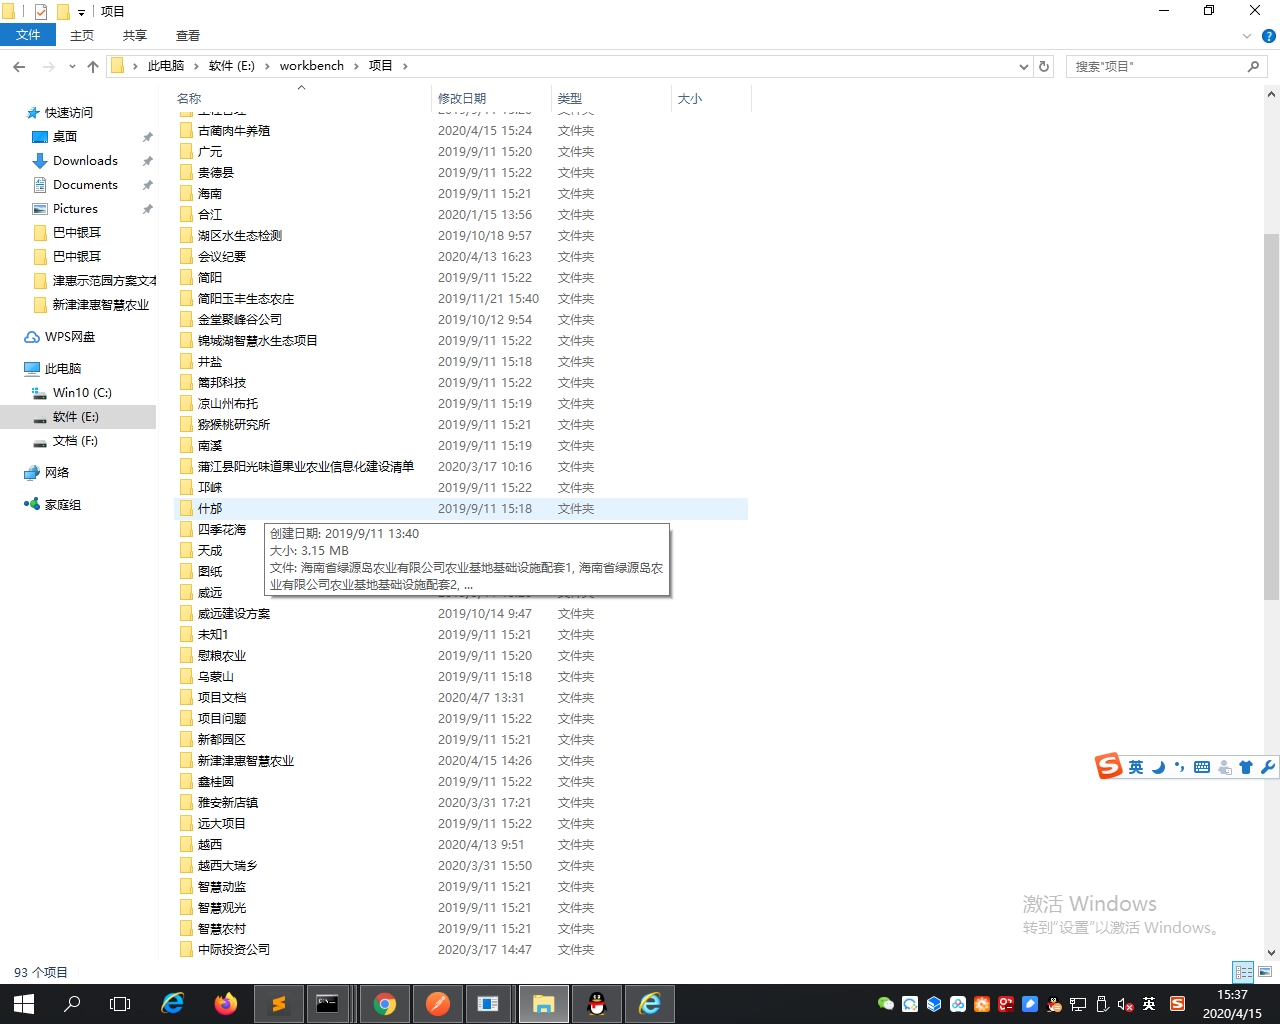 项目
文件 主页 共享 查看
此电脑 软件 (E:) workbench 项目 搜索"项目"
名称 修改日期 类型 大小
快速访问
桌面
Downloads
Documents
Pictures
巴中银耳
巴中银耳
津惠示范园方案文本
新津津惠智慧农业
WPS网盘
此电脑
Win10 (C:)
软件 (E:)
文档 (F:)
网络
家庭组
古蔺肉牛养殖 2020/4/15 15:24 文件夹
广元 2019/9/11 15:20 文件夹
贵德县 2019/9/11 15:22 文件夹
海南 2019/9/11 15:21 文件夹
合江 2020/1/15 13:56 文件夹
湖区水生态检测 2019/10/18 9:57 文件夹
会议纪要 2020/4/13 16:23 文件夹
简阳 2019/9/11 15:22 文件夹
简阳玉丰生态农庄 2019/11/21 15:40 文件夹
金堂聚峰谷公司 2019/10/12 9:54 文件夹
锦城湖智慧水生态项目 2019/9/11 15:22 文件夹
井盐 2019/9/11 15:18 文件夹
筒邦科技 2019/9/11 15:22 文件夹
凉山州布托 2019/9/11 15:19 文件夹
猕猴桃研究所 2019/9/11 15:21 文件夹
南溪 2019/9/11 15:19 文件夹
蒲江县阳光味道果业农业信息化建设清单 2020/3/17 10:16 文件夹
邛崃 2019/9/11 15:22 文件夹
什邡 2019/9/11 15:18 文件夹
四季花海
天成
图纸
威远
创建日期: 2019/9/11 13:40
大小: 3.15 MB
文件: 海南省绿源岛农业有限公司农业基地基础设施配套1, 海南省绿源岛农
业有限公司农业基地基础设施配套2, ...
威远建设方案 2019/10/14 9:47 文件夹
未知1 2019/9/11 15:21 文件夹
慰粮农业 2019/9/11 15:20 文件夹
乌蒙山 2019/9/11 15:18 文件夹
项目文档 2020/4/7 13:31 文件夹
项目问题 2019/9/11 15:22 文件夹
新都园区 2019/9/11 15:21 文件夹
新津津惠智慧农业 2020/4/15 14:26 文件夹
鑫桂圆 2019/9/11 15:22 文件夹
雅安新店镇 2020/3/31 17:21 文件夹
远大项目 2019/9/11 15:22 文件夹
越西 2020/4/13 9:51 文件夹
越西大瑞乡 2020/3/31 15:50 文件夹
智慧动监 2019/9/11 15:21 文件夹
智慧观光 2019/9/11 15:21 文件夹
智慧农村 2019/9/11 15:21 文件夹
中际投资公司 2020/3/17 14:47 文件夹
英
激活 Windows
转到"设置"以激活 Windows。
93 个项目
英
15:37
2020/4/15